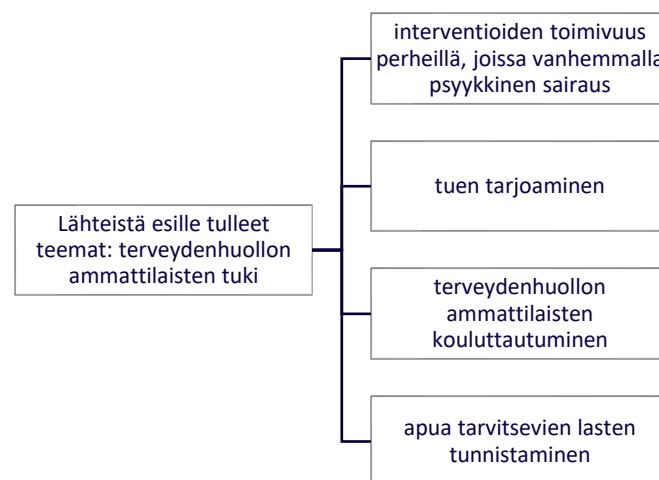 interventioiden toimivuus
perheillä, joissa vanhemmalla
psyykkinen sairaus
tuen tarjoaminen
Lähteistä esille tulleet
teemat: terveydenhuollon
ammattilaisten tuki
terveydenhuollon
ammattilaisten
kouluttautuminen
apua tarvitsevien lasten
tunnistaminen